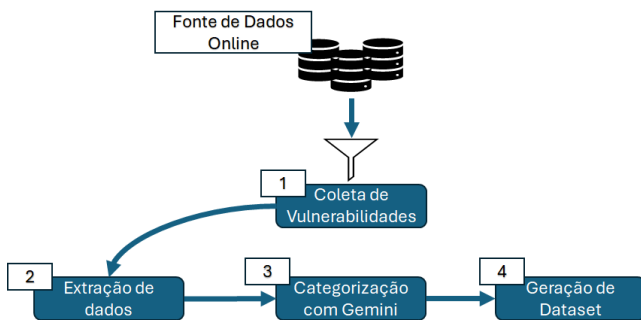 Fonte de Dados
Online
1
Coleta de
Vulnerabilidades
2
Extração de
dados
3
Categorização
com Gemini
4
Geração de
Dataset